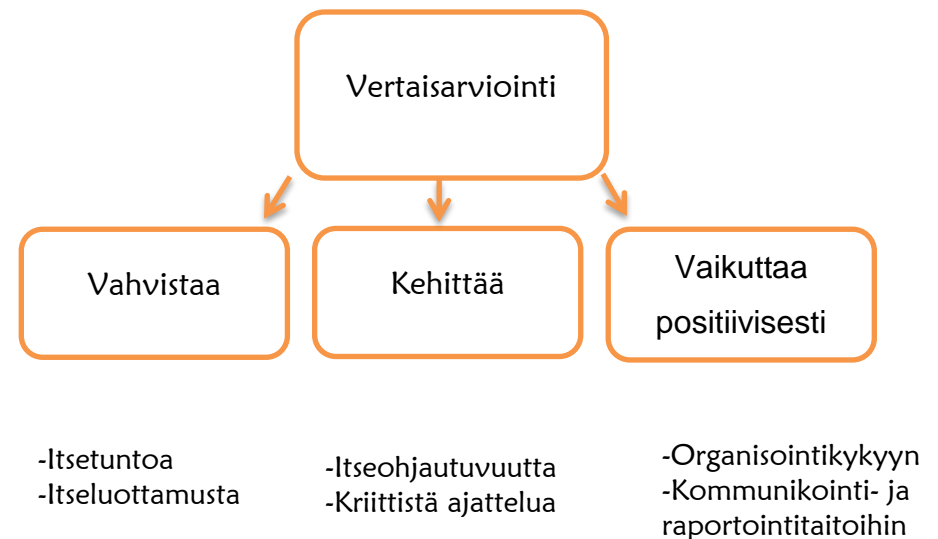 Vertaisarviointi
Vahvistaa
Kehittää
Vaikuttaa
positiivisesti
-Itsetuntoa
-Itseluottamusta
-Itseohjautuvuutta
-Kriittistä ajattelua
-Organisointikykyyn
-Kommunikointi- ja
raportointitaitoihin